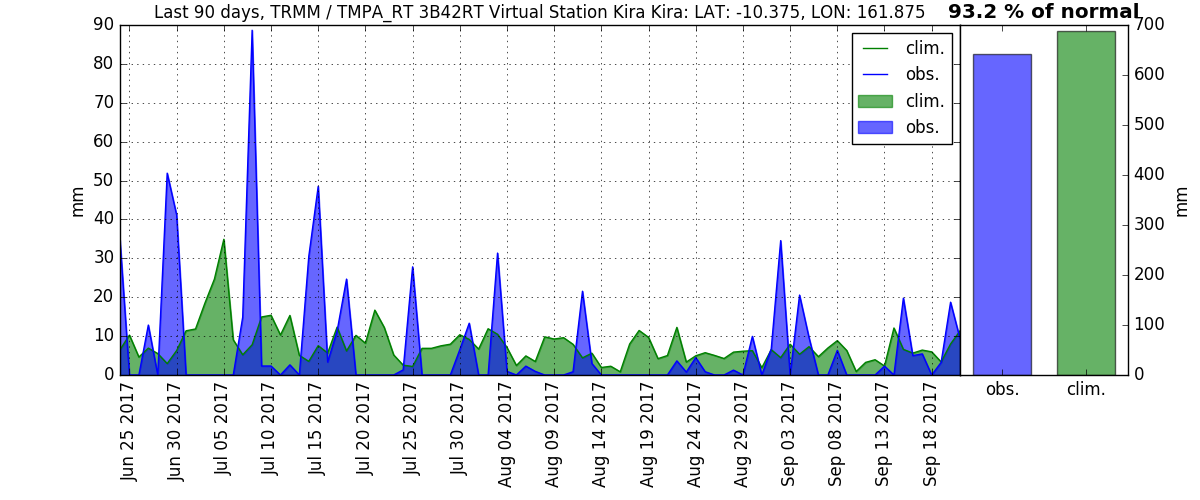 Last 90 days, TRMM / TMPA_RT 3B42RT Virtual Station Kira Kira: LAT: -10.375, LON: 161.875
93.2 % of normal
90
80
70
60
50
40
30
20
10
0
mm
clim.
obs.
clim.
obs.
700
600
500
400
300
200
100
0
mm
obs.
clim.
Jun 25 2017
Jun 30 2017
Jul 05 2017
Jul 10 2017
Jul 15 2017
Jul 20 2017
Jul 25 2017
Jul 30 2017
Aug 04 2017
Aug 09 2017
Aug 14 2017
Aug 19 2017
Aug 24 2017
Aug 29 2017
Sep 03 2017
Sep 08 2017
Sep 13 2017
Sep 18 2017